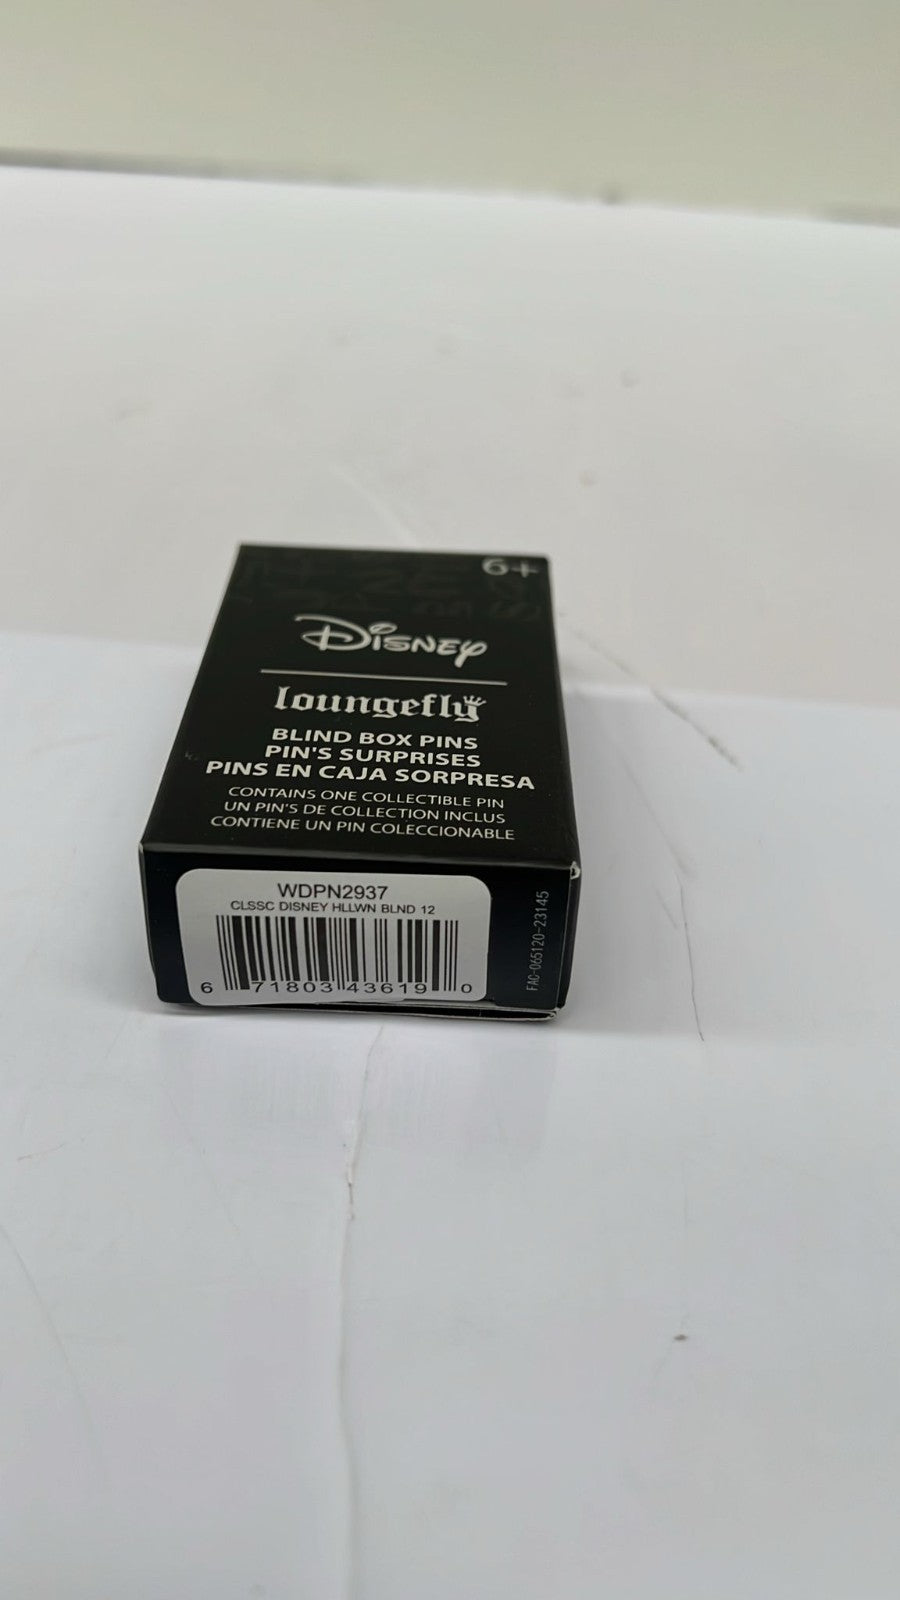 6+
Disney
loungefly
BLIND BOX PINS
PIN'S SURPRISES
PINS EN CAJA SORPRESA
CONTAINS ONE COLLECTIBLE PIN
UN PIN'S DE COLLECTION INCLUS
CONTIENE UN PIN COLECCIONABLE
WDPN2937
CLSSC DISNEY HLLWN BLND 12
6 71803 43619 0
FAC-065120-23145